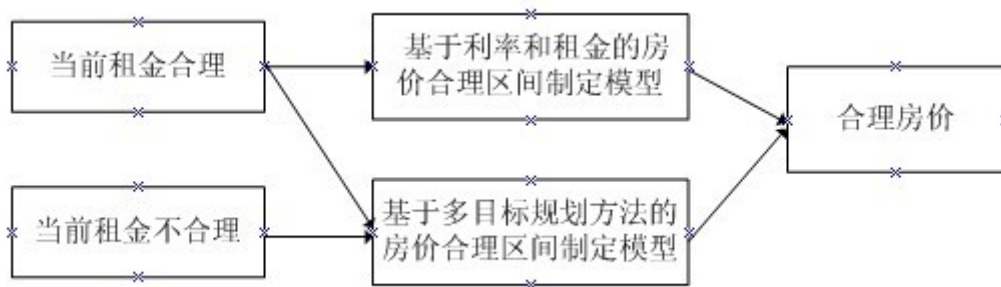 当前租金合理
基于利率和租金的房
价合理区间制定模型
合理房价
当前租金不合理
基于多目标规划方法的
房价合理区间制定模型